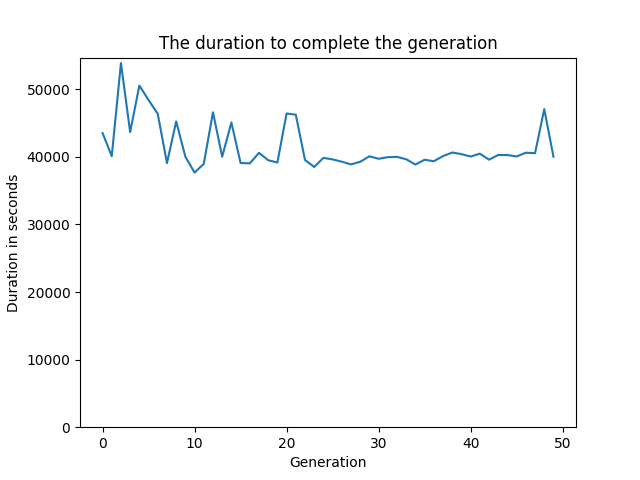 The duration to complete the generation
Duration in seconds
50000
40000
30000
20000
10000
0
0 10 20 30 40 50
Generation